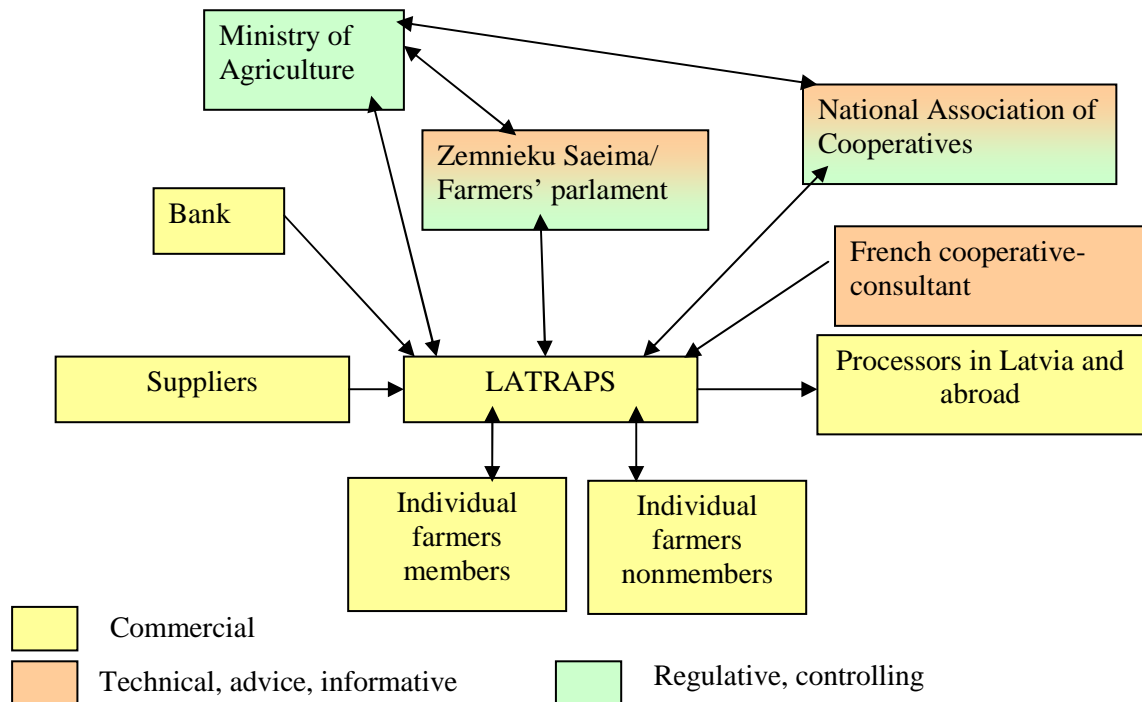 Ministry of
Agriculture
National Association of
Cooperatives
Zemnieku Saeima/
Farmers' parlament
Bank
French cooperative-
consultant
Suppliers
LATRAPS
Processors in Latvia and
abroad
Individual
farmers
members
Individual
farmers
nonmembers
Commercial
Technical, advice, informative
Regulative, controlling